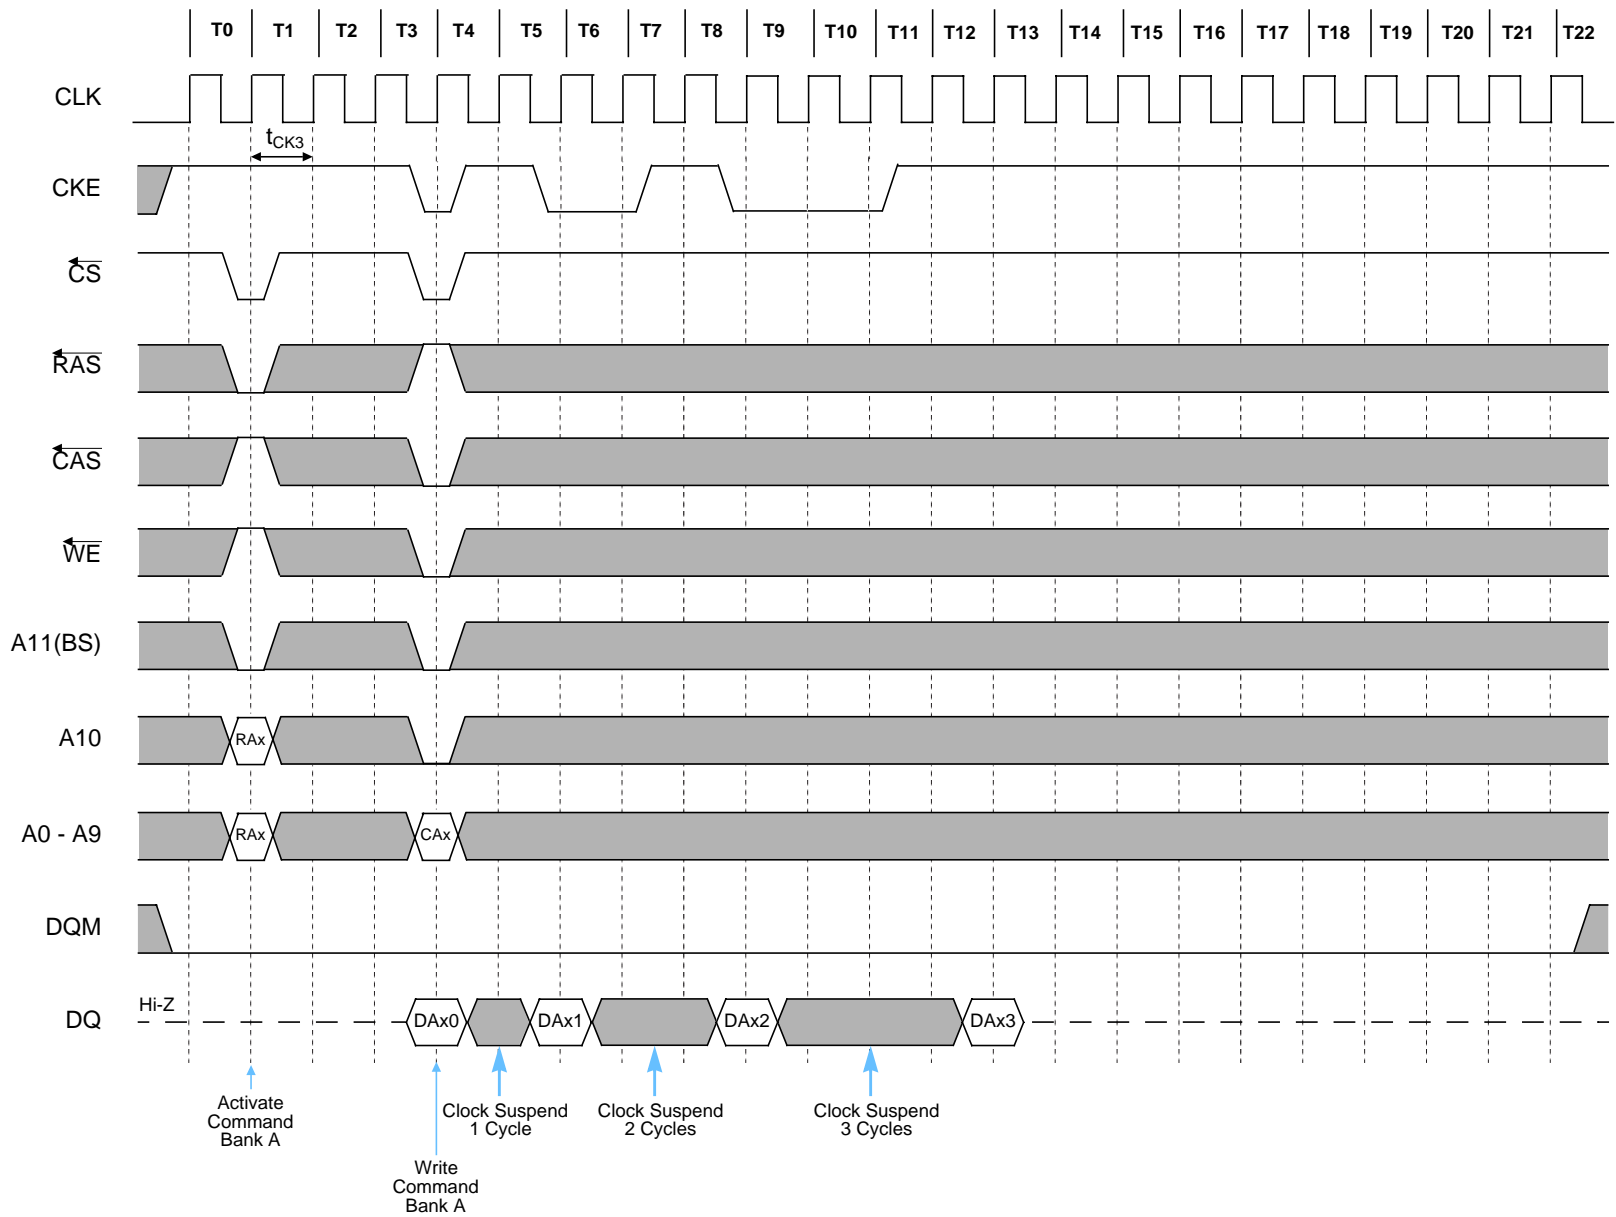 T0 T1 T2 T3 T4 T5 T6 T7 T8 T9 T10 T11 T12 T13 T14 T15 T16 T17 T18 T19 T20 T21 T22
CLK
tCK3
CKE
CS
RAS
CAS
WE
A11(BS)
A10
RAx
A0 - A9
RAx CAx
DQM
Hi-Z
DQ
DAx0 DAx1 DAx2 DAx3
Activate
Command
Bank A
Write
Command
Bank A
Clock Suspend
1 Cycle
Clock Suspend
2 Cycles
Clock Suspend
3 Cycles